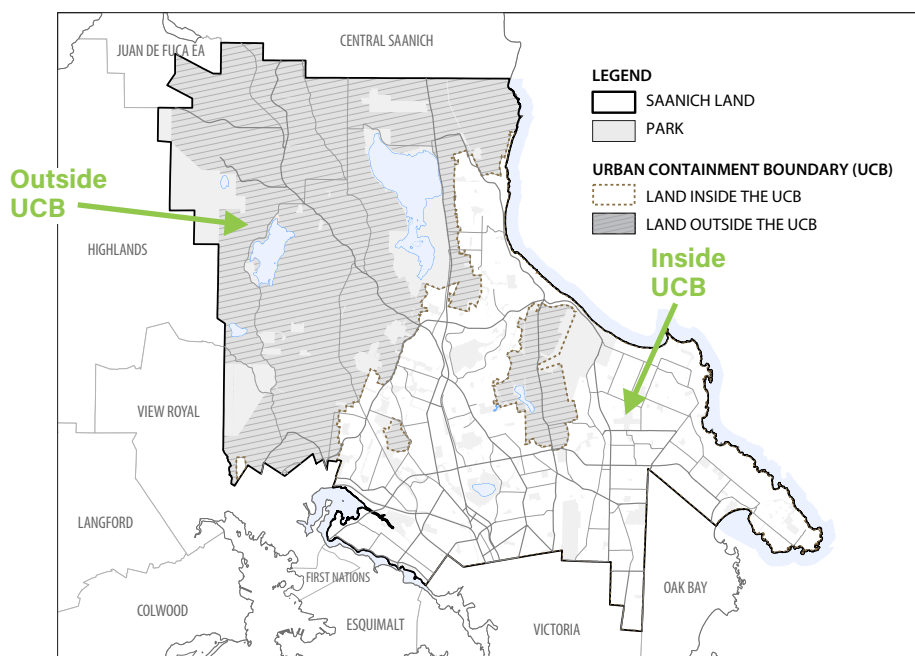 JUAN DE FUCA EA
CENTRAL SAANICH
LEGEND
SAANICH LAND
PARK
URBAN CONTAINMENT BOUNDARY (UCB)
LAND INSIDE THE UCB
LAND OUTSIDE THE UCB
Outside
UCB
HIGHLANDS
Inside
UCB
VIEW ROYAL
LANGFORD
FIRST NATIONS
COLWOOD
ESQUIMALT
VICTORIA
OAK BAY